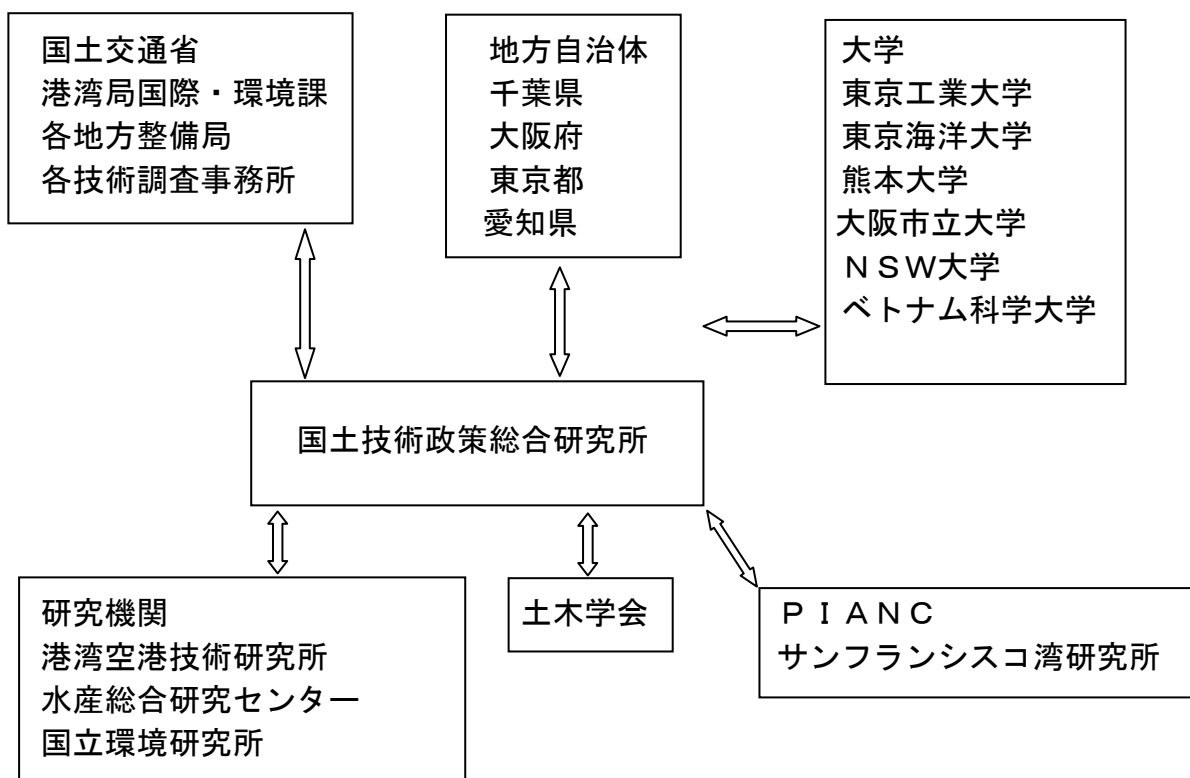 国土交通省
港湾局国際・環境課
各地方整備局
各技術調査事務所
地方自治体
千葉県
大阪府
東京都
愛知県
大学
東京工業大学
東京海洋大学
熊本大学
大阪市立大学
ＮＳＷ大学
ベトナム科学大学
国土技術政策総合研究所
研究機関
港湾空港技術研究所
水産総合研究センター
国立環境研究所
土木学会
ＰＩＡＮＣ
サンフランシスコ湾研究所